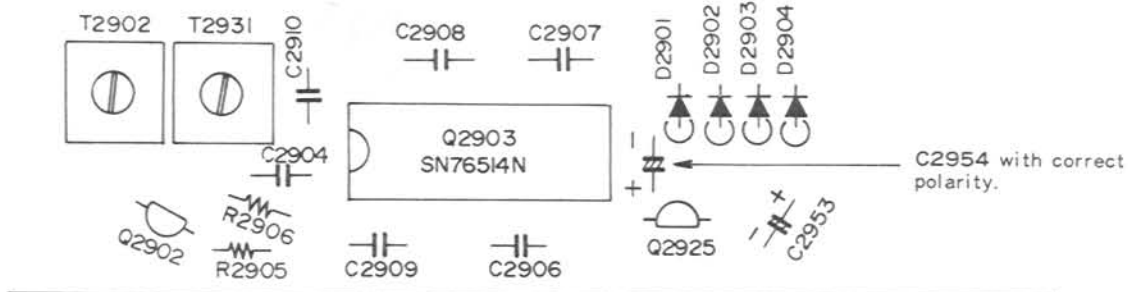 T2902
T2931
C2910
C2908
C2907
D2901
D2902
D2903
D2904
C2904
Q2903
SN76514N
-
+
C2954 with correct
polarity.
Q2902
R2906
R2905
C2909
C2906
Q2925
+
-
C2953